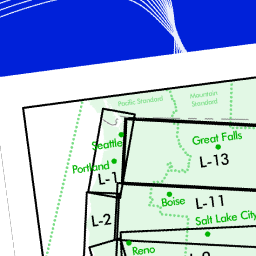 Pacific Standard
Mountain
Standard
Seattle
Great Falls
Portland
L-13
L-1
Boise
L-11
L-2
Salt Lake City
Reno